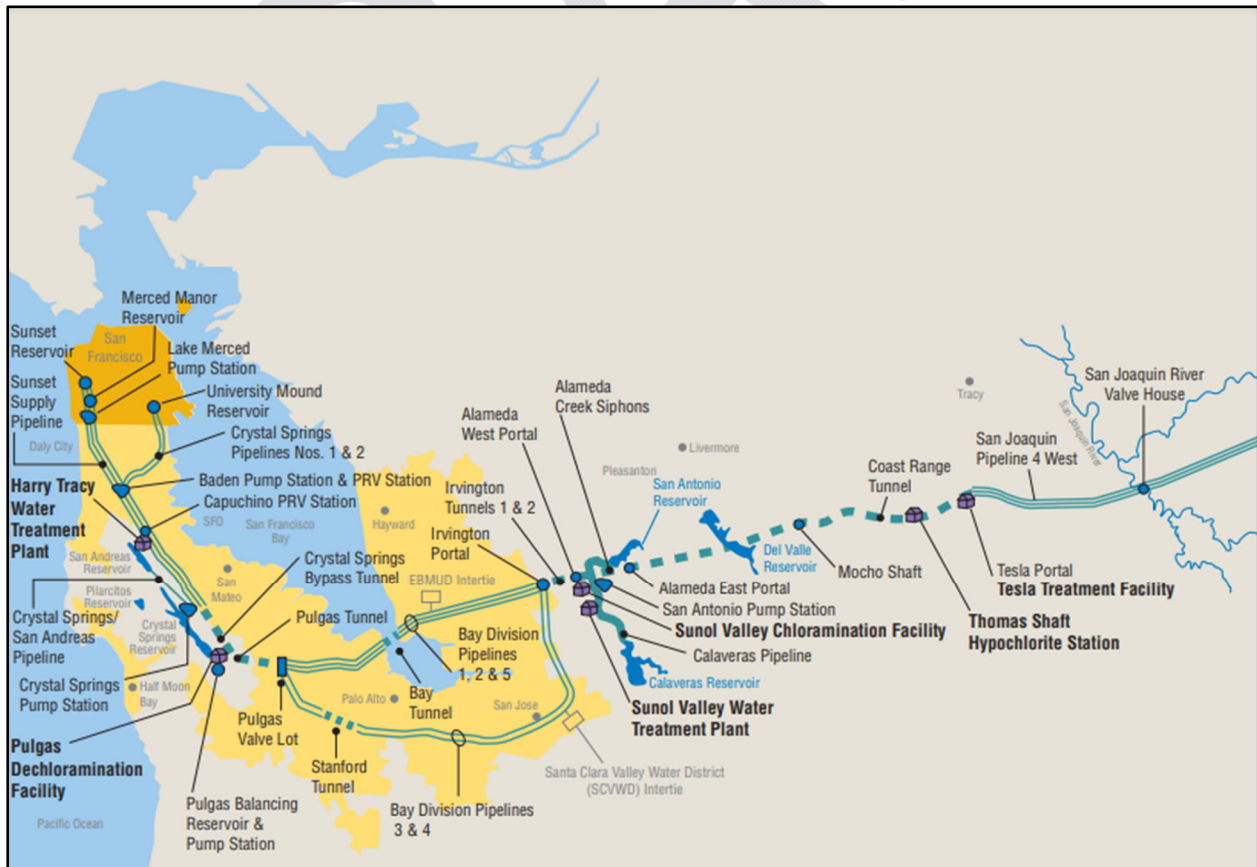 Merced Manor
Reservoir
Sunset
Reservoir
San
Francisco
Lake Merced
Pump Station
Sunset
Supply
Pipeline
University Mound
Reservoir
Daly City
Crystal Springs
Pipelines Nos. 1 & 2
Harry Tracy
Water
Treatment
Plant
Baden Pump Station & PRV Station
Capuchino PRV Station
SFO
San Francisco
Bay
Hayward
San Andreas
Reservoir
Pilarcitos
Reservoir
San
Mateo
Crystal Springs
Bypass Tunnel
EBMUD Intertie
Crystal Springs/
San Andreas
Pipeline
Crystal
Springs
Reservoir
Pulgas Tunnel
Crystal Springs
Pump Station
Half Moon
Bay
Pulgas
Dechloramination
Facility
Pulgas
Valve Lot
Palo Alto
Bay
Tunnel
Bay Division
Pipelines
1, 2 & 5
San Jose
Stanford
Tunnel
Pulgas Balancing
Reservoir &
Pump Station
Pacific Ocean
Bay Division Pipelines
3 & 4
Santa Clara Valley Water District
(SCVWD) Intertie
Irvington
Portal
Irvington
Tunnels 1 & 2
Alameda
West Portal
Alameda
Creek Siphons
Pleasanton
Livermore
San Antonio
Reservoir
Del Valle
Reservoir
Alameda East Portal
San Antonio Pump Station
Sunol Valley Chloramination Facility
Calaveras Pipeline
Calaveras Reservoir
Sunol Valley Water
Treatment Plant
Mocho Shaft
Coast Range
Tunnel
Tracy
Thomas Shaft
Hypochlorite Station
Tesla Portal
Tesla Treatment Facility
San Joaquin
Pipeline 4 West
San Joaquin River
San Joaquin River
Valve House